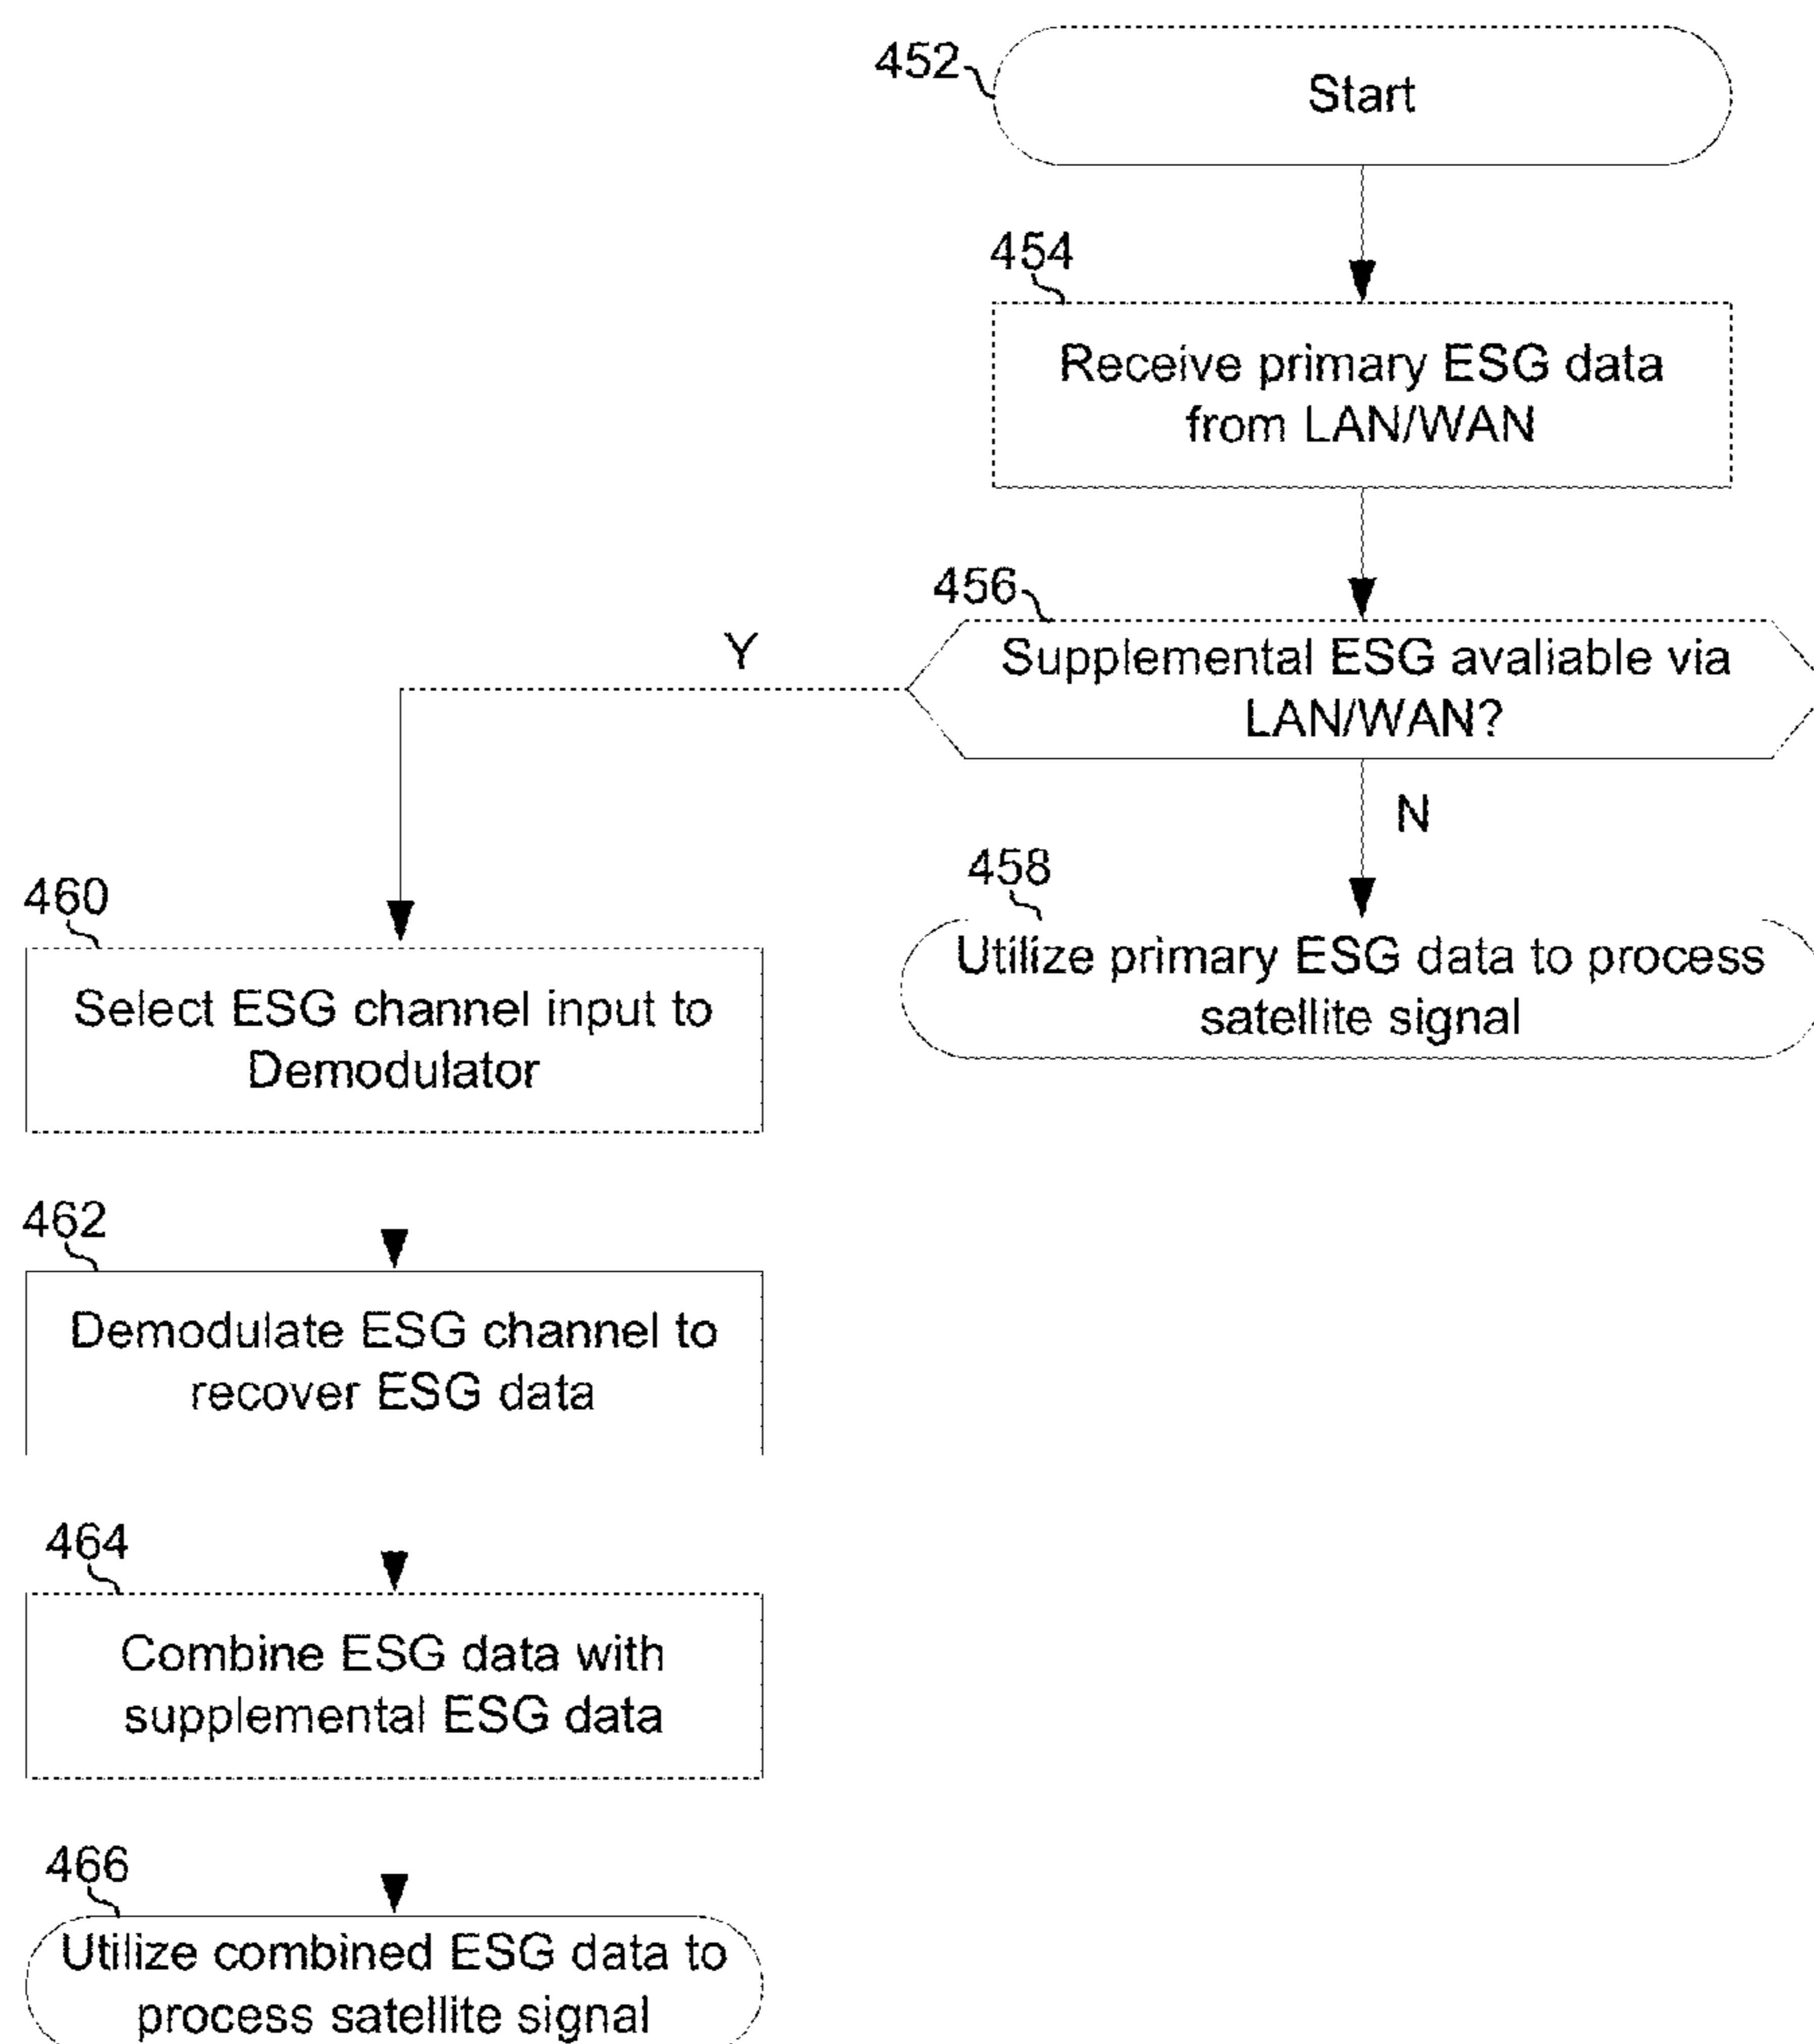 452
Start
454
Receive primary ESG data
from LAN/WAN
456
Supplemental ESG avaliable via
LAN/WAN?
Y
N
458
Utilize primary ESG data to process
satellite signal
460
Select ESG channel input to
Demodulator
462
Demodulate ESG channel to
recover ESG data
464
Combine ESG data with
supplemental ESG data
466
Utilize combined ESG data to
process satellite signal